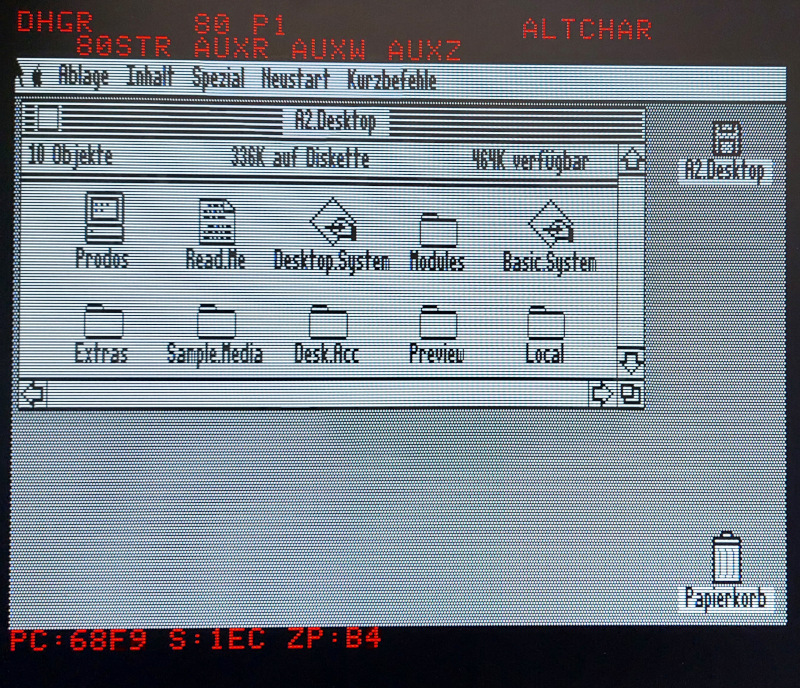 DHGR 80 P1 ALTCHAR
80STR AUXR AUXW AUXZ
Ablage Inhalt Spezial Neustart Kurzbefehle
A2.Desktop
10 Objekte 336K auf Diskette 464K verfügbar
Prodos Read.Me Desktop.System Modules Basic.System
Extras Sample.Media Desk.Acc Preview Local
A2.Desktop
Papierkorb
PC:68F9 S:1EC ZP:B4